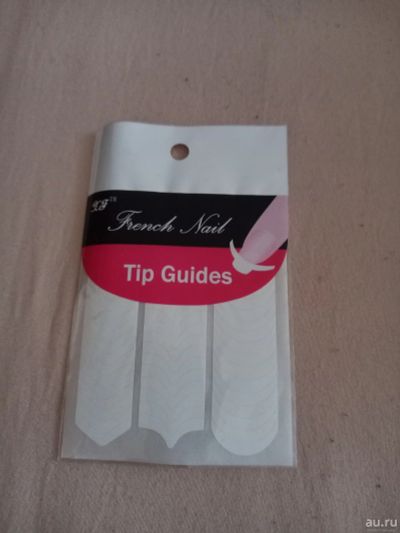 French Nail
Tip Guides
au.ru